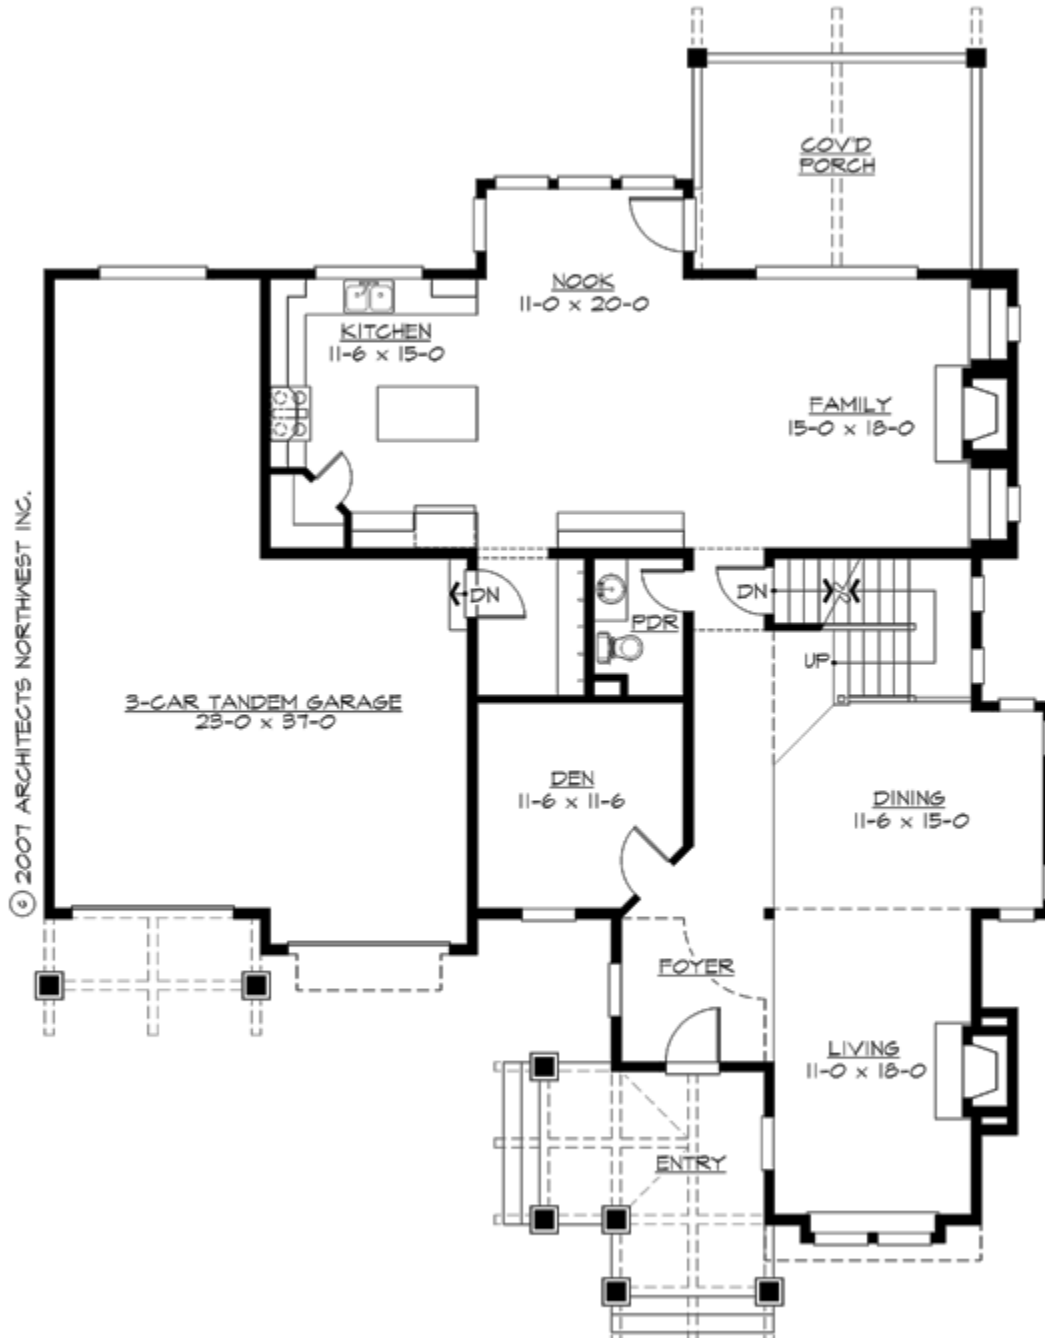 COV'D
PORCH
NOOK
11-0 x 20-0
KITCHEN
11-6 x 15-0
FAMILY
15-0 x 18-0
DN
DN
PDR
UP
3-CAR TANDEM GARAGE
23-0 x 37-0
DEN
11-6 x 11-6
DINING
11-6 x 15-0
FOYER
LIVING
11-0 x 18-0
ENTRY
© 2007 ARCHITECTS NORTHWEST INC.